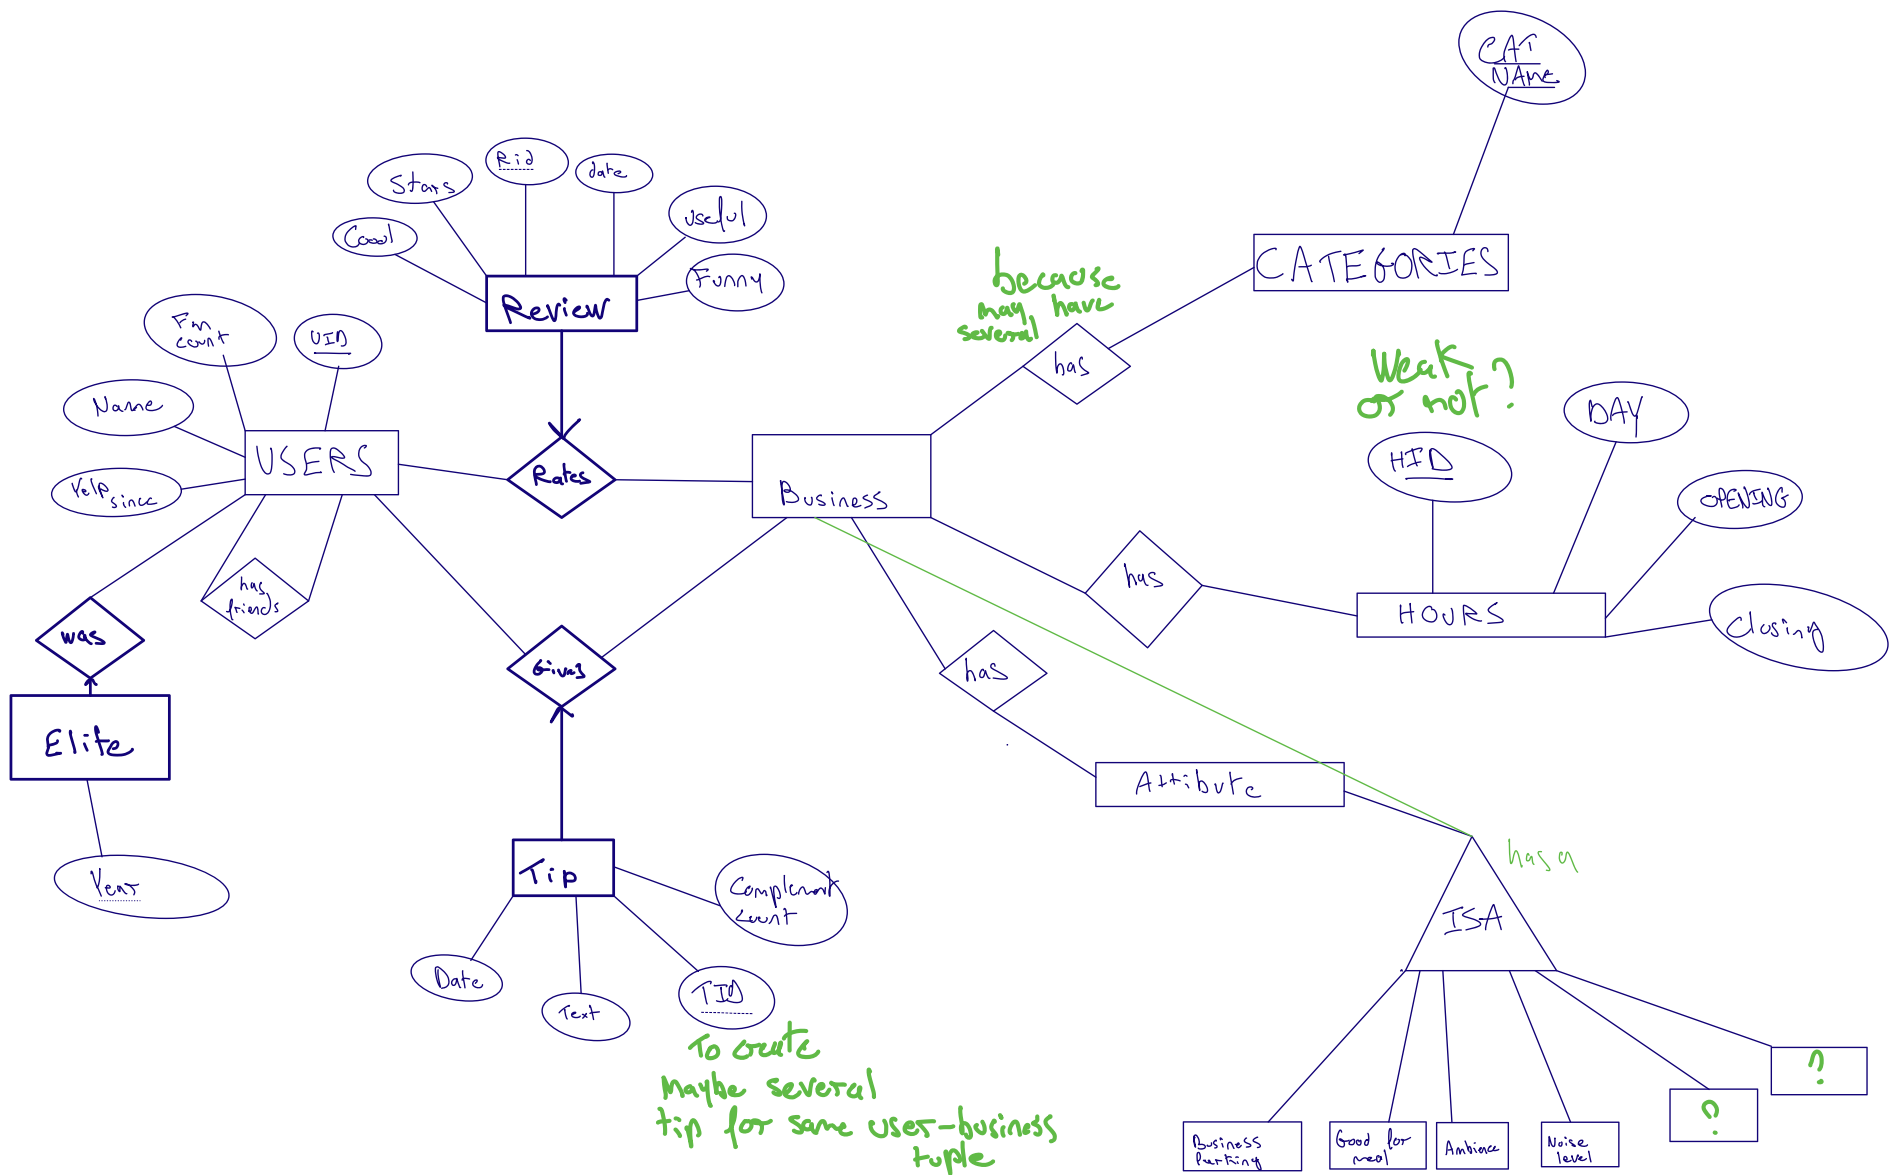 CAT
NAME
Rid
date
Stars
useful
Cool
CATEGORIES
Funny
because
may have
several
Review
Fan
count
UID
has
Weak
or not?
Name
DAY
USERS
HID
Yelp
since
Rates
Business
OPENING
has
friends
has
HOURS
Closing
was
Gives
has
Elite
Attibute
has a
Year
Tip
Complement
count
ISA
Date
TID
Text
To create
Maybe several
tip for same user-business
tuple
?
?
Business
Parking
Good for
meal
Ambience
Noise
level